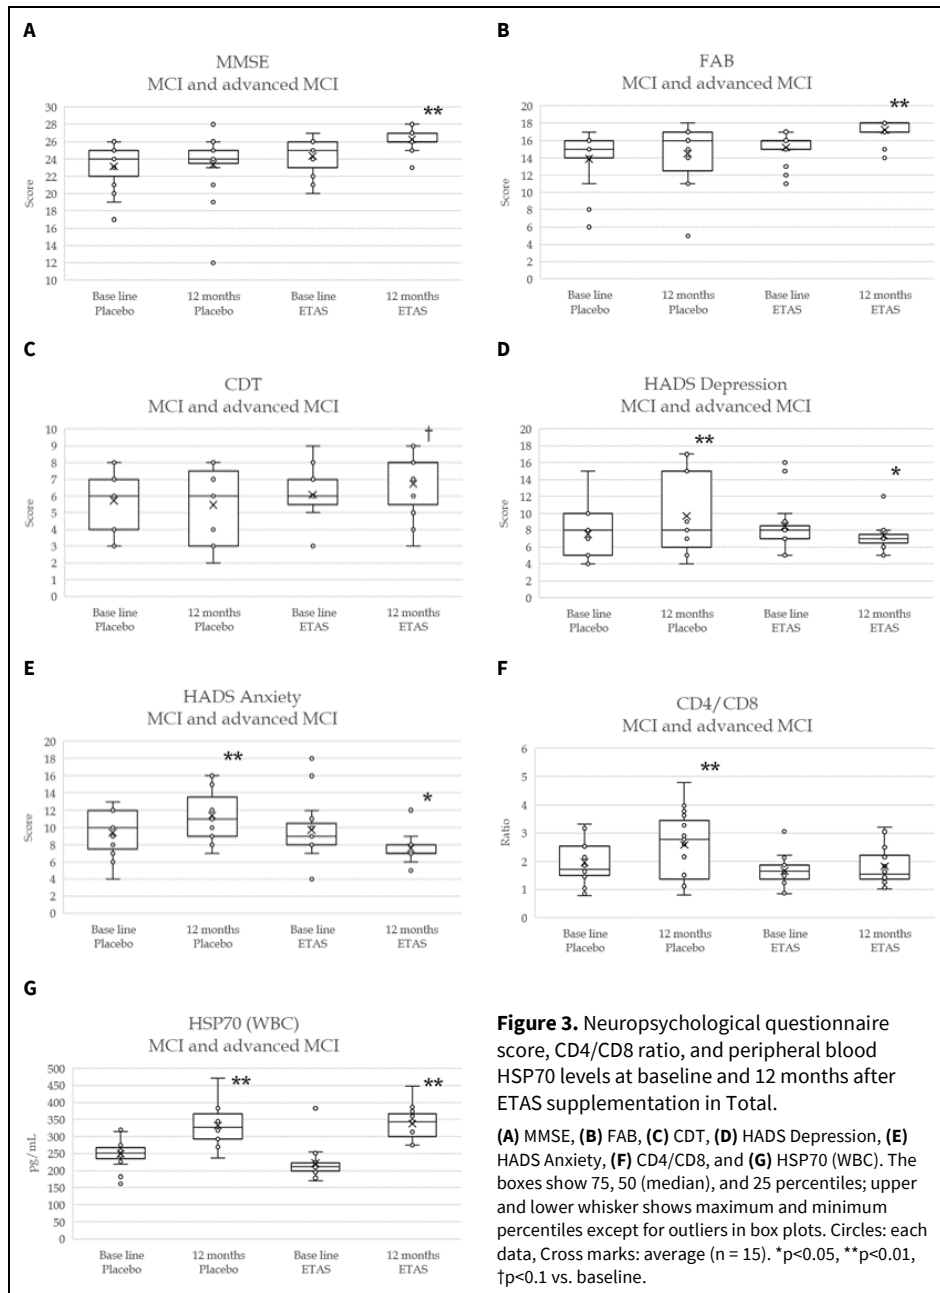 A
MMSE
MCI and advanced MCI
30
28
26
24
22
20
18
16
14
12
10
Score
**
Base line
Placebo
12 months
Placebo
Base line
ETAS
12 months
ETAS
B
FAB
MCI and advanced MCI
20
18
16
14
12
10
8
6
4
2
0
Score
**
Base line
Placebo
12 months
Placebo
Base line
ETAS
12 months
ETAS
C
CDT
MCI and advanced MCI
10
9
8
7
6
5
4
3
2
1
0
Score
†
Base line
Placebo
12 months
Placebo
Base line
ETAS
12 months
ETAS
D
HADS Depression
MCI and advanced MCI
20
18
16
14
12
10
8
6
4
2
0
Score
**
*
Base line
Placebo
12 months
Placebo
Base line
ETAS
12 months
ETAS
E
HADS Anxiety
MCI and advanced MCI
20
18
16
14
12
10
8
6
4
2
0
Score
**
*
Base line
Placebo
12 months
Placebo
Base line
ETAS
12 months
ETAS
F
CD4/CD8
MCI and advanced MCI
6
5
4
3
2
1
0
Ratio
**
Base line
Placebo
12 months
Placebo
Base line
ETAS
12 months
ETAS
G
HSP70 (WBC)
MCI and advanced MCI
500
450
400
350
300
250
200
150
100
50
0
pg/mL
**
**
Base line
Placebo
12 months
Placebo
Base line
ETAS
12 months
ETAS
Figure 3. Neuropsychological questionnaire
score, CD4/CD8 ratio, and peripheral blood
HSP70 levels at baseline and 12 months after
ETAS supplementation in Total.
(A) MMSE, (B) FAB, (C) CDT, (D) HADS Depression, (E)
HADS Anxiety, (F) CD4/CD8, and (G) HSP70 (WBC). The
boxes show 75, 50 (median), and 25 percentiles; upper
and lower whisker shows maximum and minimum
percentiles except for outliers in box plots. Circles: each
data, Cross marks: average (n = 15). *p<0.05, **p<0.01,
†p<0.1 vs. baseline.